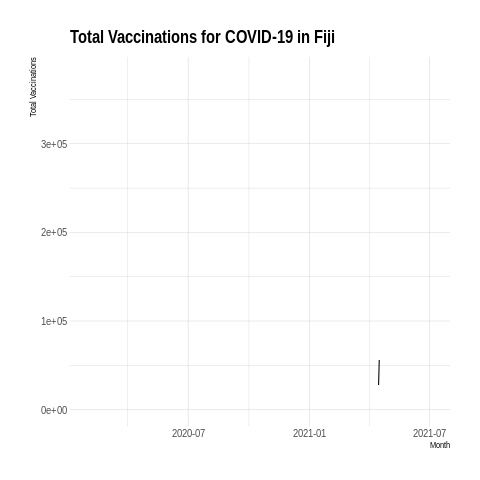 Total Vaccinations for COVID-19 in Fiji
Total Vaccinations
3e+05
2e+05
1e+05
0e+00
2020-07 2021-01 2021-07
Month